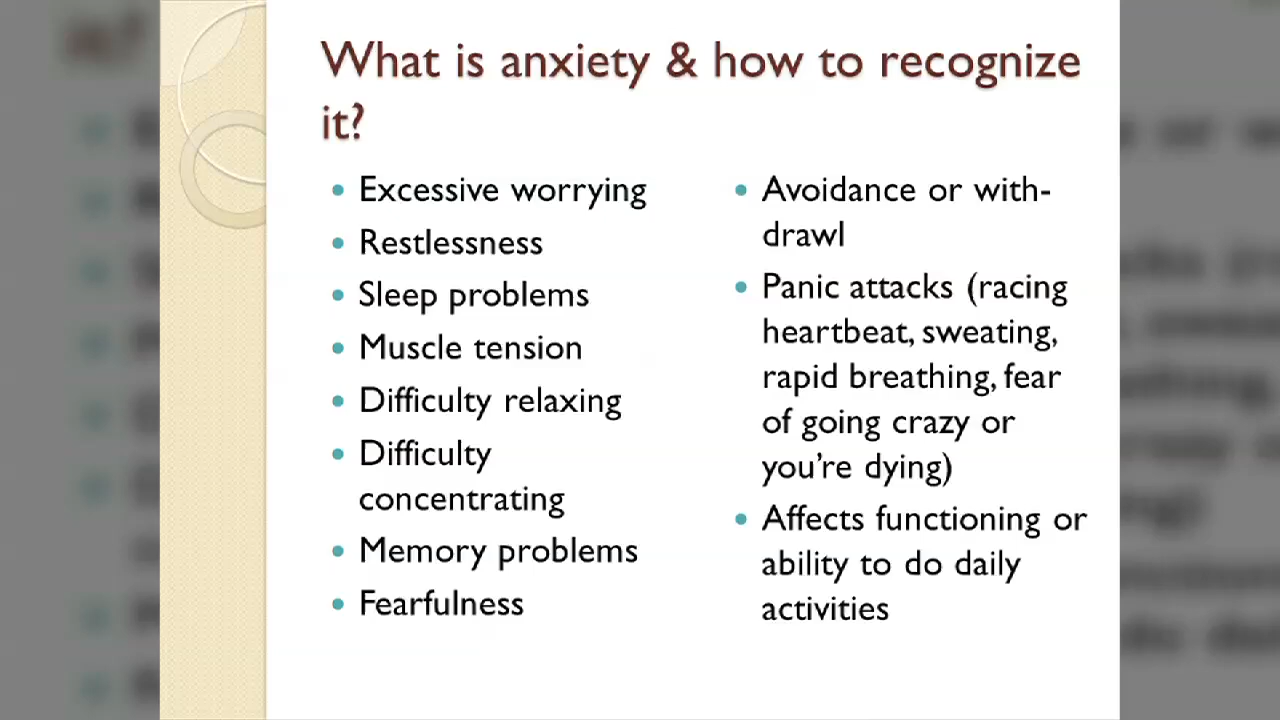 What is anxiety & how to recognize
it?
• Excessive worrying
• Restlessness
• Sleep problems
• Muscle tension
• Difficulty relaxing
• Difficulty
concentrating
• Memory problems
• Fearfulness
• Avoidance or with-
drawl
• Panic attacks (racing
heartbeat, sweating,
rapid breathing, fear
of going crazy or
you're dying)
• Affects functioning or
ability to do daily
activities